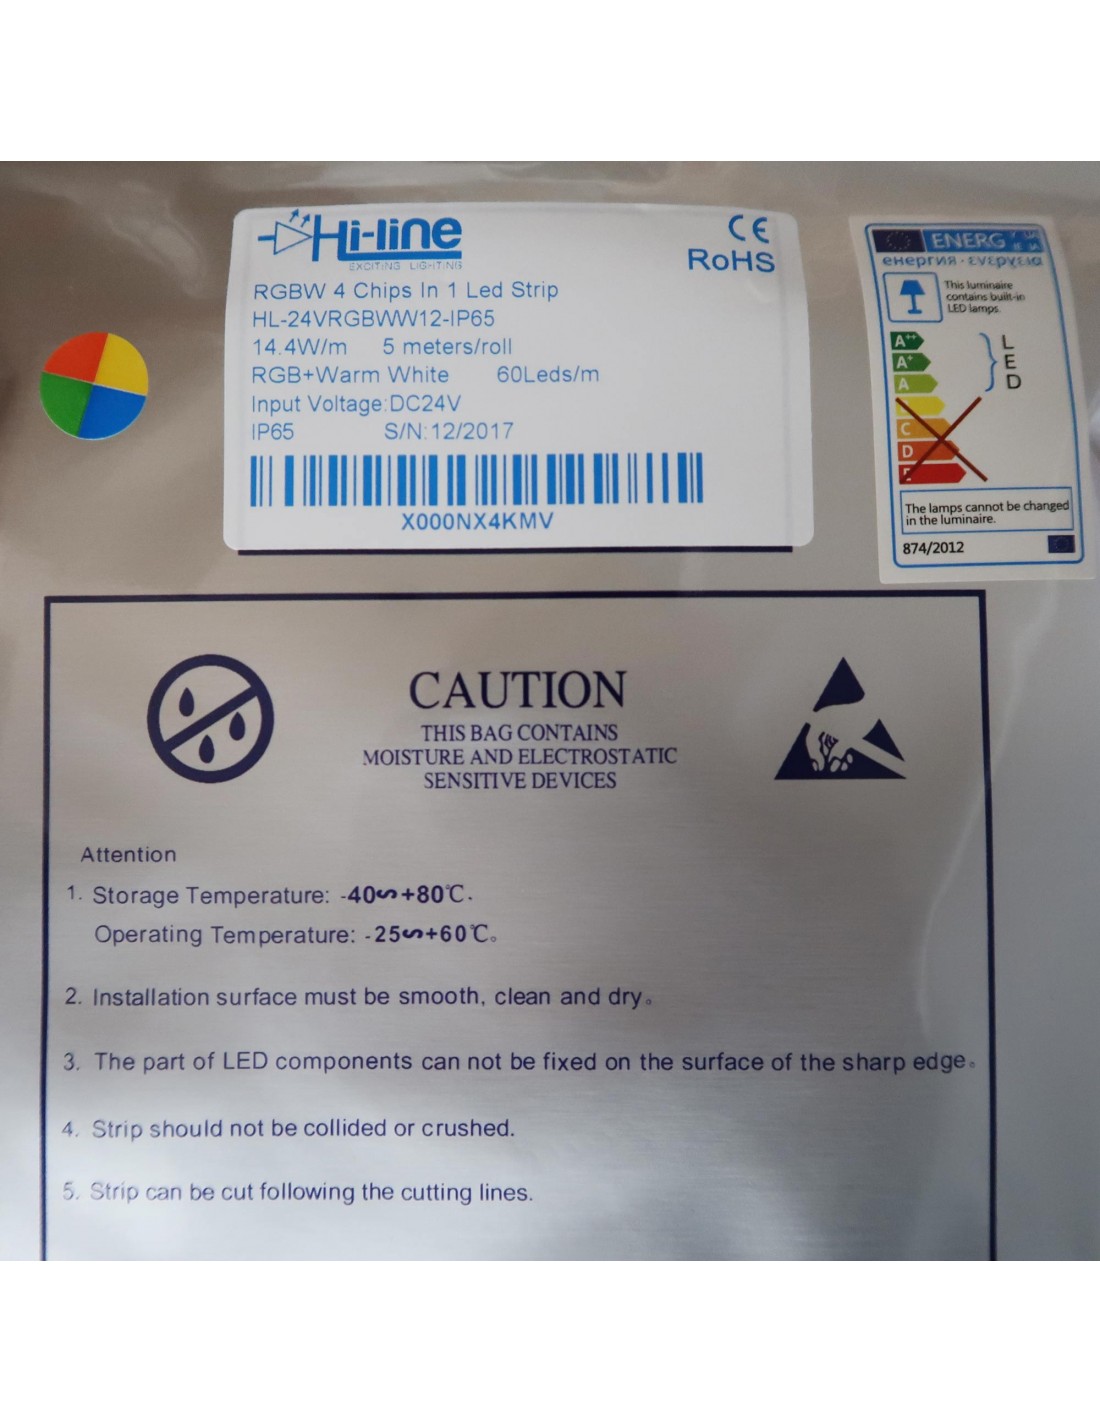 Hi-line
EXCITING LIGHTING
CE
RoHS
RGBW 4 Chips In 1 Led Strip
HL-24VRGBWW12-IP65
14.4W/m 5 meters/roll
RGB+Warm White 60Leds/m
Input Voltage:DC24V
IP65 S/N:12/2017
X000NX4KMV
ENERG
енергия · ενεργεια
This luminaire
contains built-in
LED lamps.
A++
A+
A
C
D
L
E
D
The lamps cannot be changed
in the luminaire.
874/2012
CAUTION
THIS BAG CONTAINS
MOISTURE AND ELECTROSTATIC
SENSITIVE DEVICES
Attention
1. Storage Temperature: -40∽+80℃.
Operating Temperature: -25∽+60℃。
2. Installation surface must be smooth, clean and dry。
3. The part of LED components can not be fixed on the surface of the sharp edge。
4. Strip should not be collided or crushed.
5. Strip can be cut following the cutting lines.